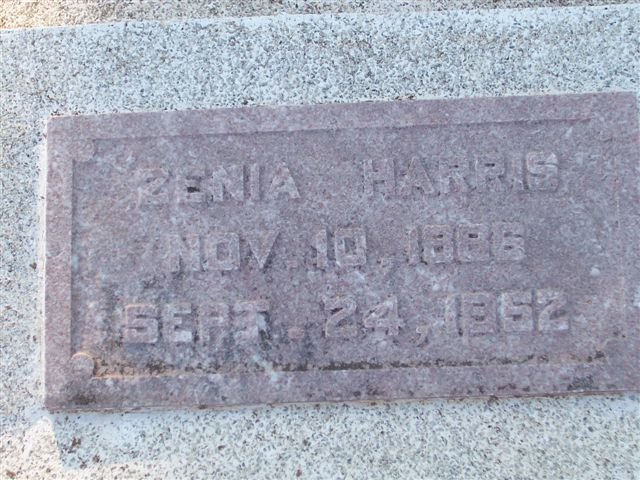 ZENIA HARRIS
NOV. 10, 1886
SEPT. 24, 1962